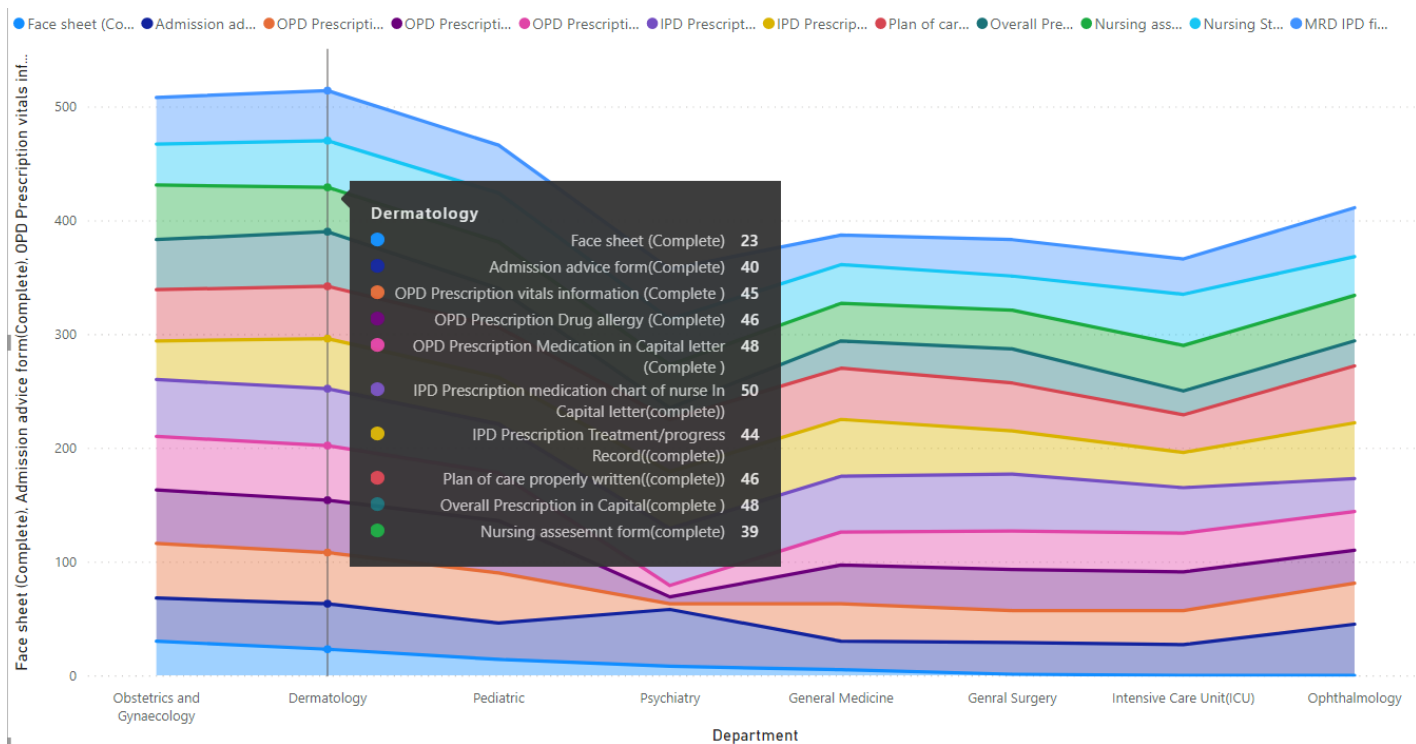 Face sheet (Co... Admission ad... OPD Prescripti... OPD Prescripti... OPD Prescripti... IPD Prescript... IPD Prescrip... Plan of car... Overall Pre... Nursing ass... Nursing St... MRD IPD fi...
Face sheet (Complete), Admission advice form(Complete), OPD Prescription vitals inf...
500
400
300
200
100
0
Dermatology
Face sheet (Complete) 23
Admission advice form(Complete) 40
OPD Prescription vitals information (Complete ) 45
OPD Prescription Drug allergy (Complete) 46
OPD Prescription Medication in Capital letter 48
(Complete )
IPD Prescription medication chart of nurse In 50
Capital letter(complete))
IPD Prescription Treatment/progress 44
Record((complete))
Plan of care properly written((complete)) 46
Overall Prescription in Capital(complete ) 48
Nursing assesemnt form(complete) 39
Obstetrics and Dermatology Pediatric Psychiatry General Medicine Genral Surgery Intensive Care Unit(ICU) Ophthalmology
Gynaecology
Department